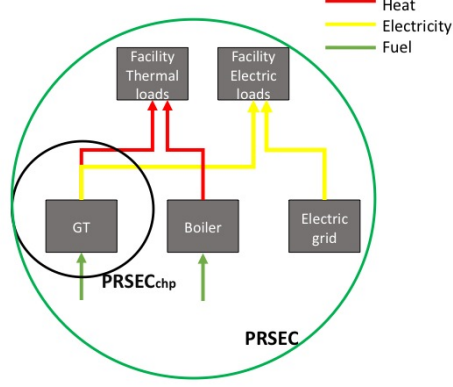 Heat
Electricity
Fuel
Facility
Thermal
loads
Facility
Electric
loads
GT
Boiler
Electric
grid
PRSECchp
PRSEC